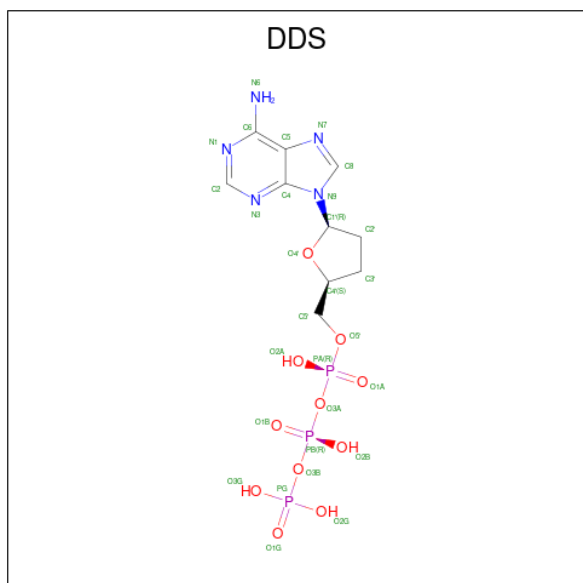 DDS
N6
NH2
C6
N1
N
C5
N7
N
C2
C8
N
N3
C4
N
N9
C1'(R)
C2'
O4'
O
C3'
C4'(S)
C5'
O
O5'
O2A
HO
PA(R)
P
O
O1A
O
O3A
O1B
O
P
OH
O2B
PB(R)
O
O3B
O3G
HO
PG
P
OH
O2G
O
O1G